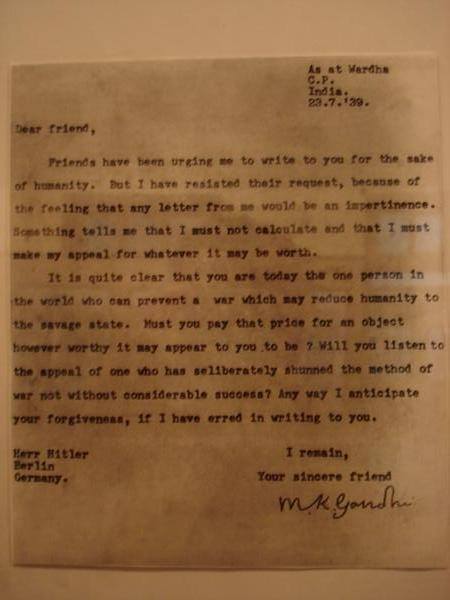 As at Wardha
C.P.
India.
23.7.'39.
Dear friend,
Friends have been urging me to write to you for the sake
of humanity. But I have resisted their request, because of
the feeling that any letter from me would be an impertinence.
Something tells me that I must not calculate and that I must
make my appeal for whatever it may be worth.
It is quite clear that you are today the one person in
the world who can prevent a war which may reduce humanity to
the savage state. Must you pay that price for an object
however worthy it may appear to you to be ? Will you listen to
the appeal of one who has seliberately shunned the method of
war not without considerable success? Any way I anticipate
your forgiveness, if I have erred in writing to you.
Herr Hitler
Berlin
Germany.
I remain,
Your sincere friend
M.K.Gandhi